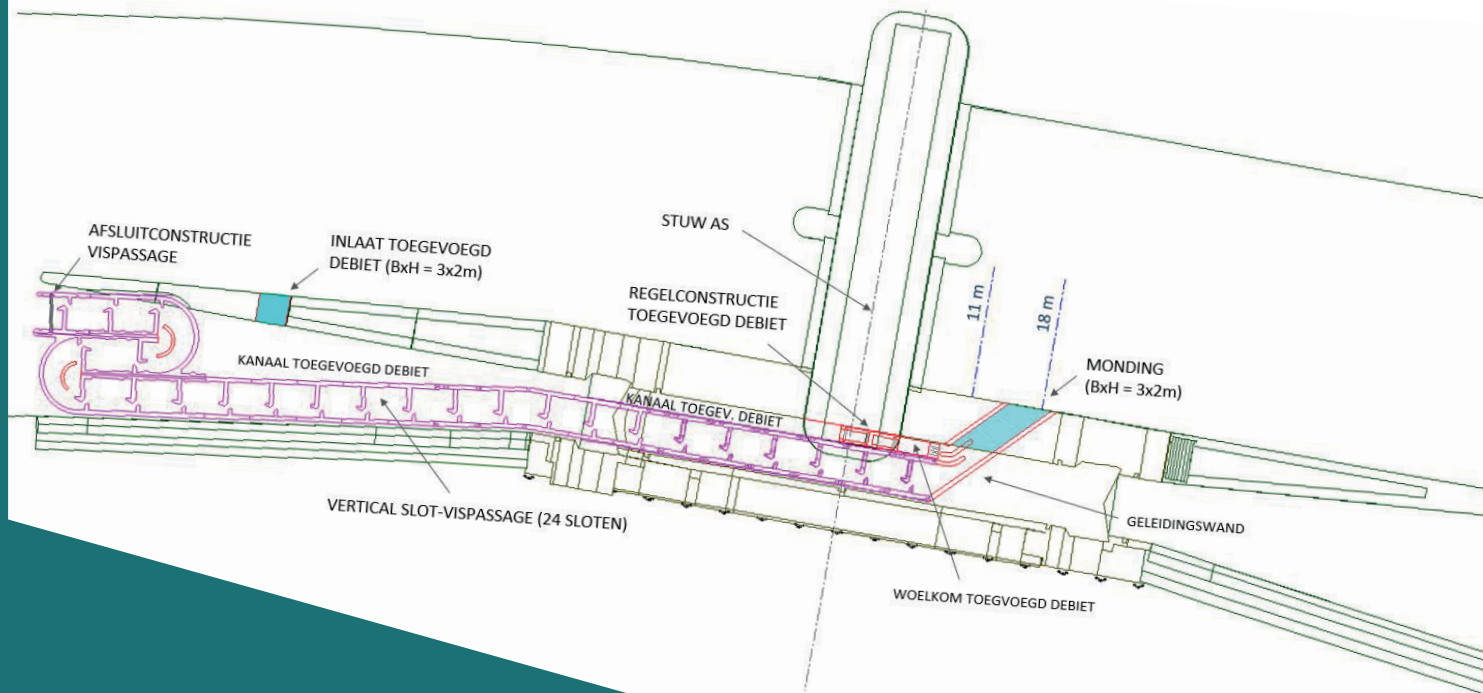 AFSLUITCONSTRUCTIE
VISPASSAGE
INLAAT TOEGEVOEGD
DEBIET (BxH = 3x2m)
STUW AS
REGELCONSTRUCTIE
TOEGEVOEGD DEBIET
11 m
18 m
MONDING
(BxH = 3x2m)
KANAAL TOEGEVOEGD DEBIET
KANAAL TOEGEV. DEBIET
VERTICAL SLOT-VISPASSAGE (24 SLOTEN)
GELEIDINGSWAND
WOELKOM TOEGVOEGD DEBIET